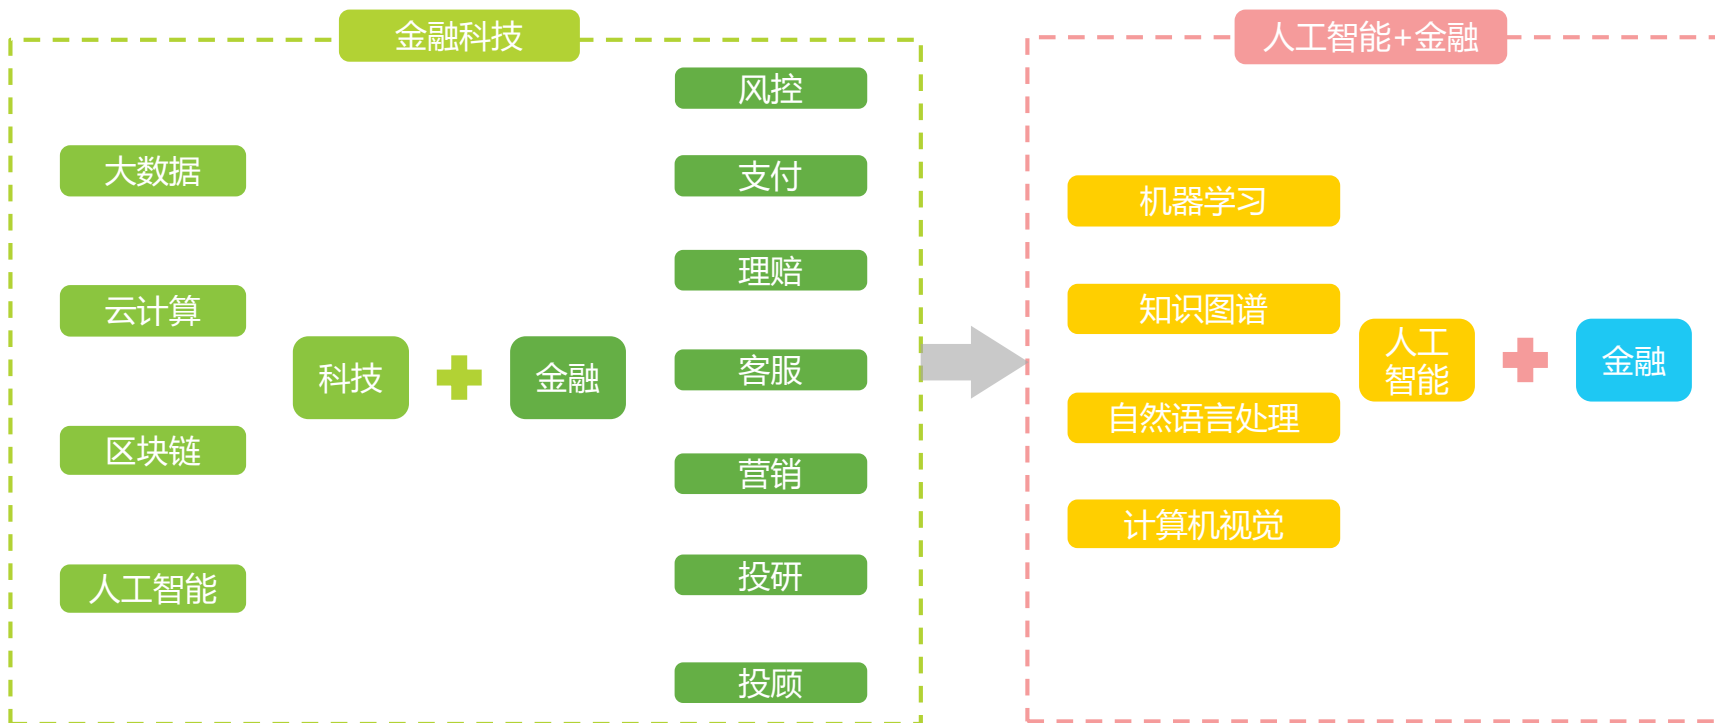 金融科技
大数据
云计算
区块链
人工智能
科技
金融
风控
支付
理赔
客服
营销
投研
投顾
人工智能+金融
机器学习
知识图谱
自然语言处理
计算机视觉
人工
智能
金融